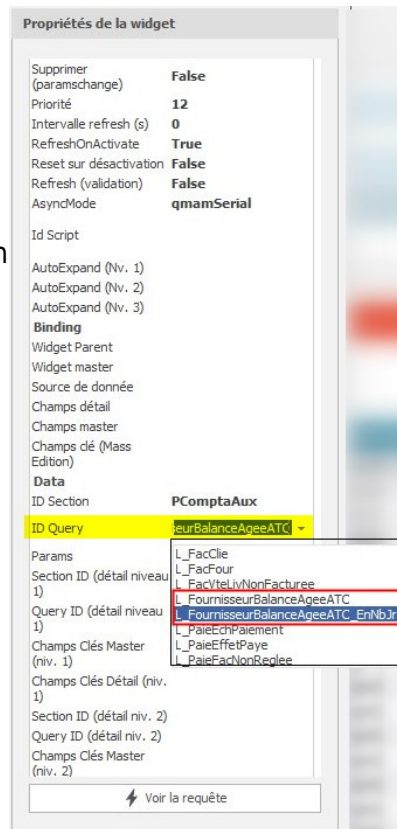 Propriétés de la widget
Supprimer
(paramschange) False
Priorité 12
Intervalle refresh (s) 0
RefreshOnActivate True
Reset sur désactivation False
Refresh (validation) False
AsyncMode qmamSerial
Id Script
n
AutoExpand (Nv. 1)
AutoExpand (Nv. 2)
AutoExpand (Nv. 3)
Binding
Widget Parent
Widget master
Source de donnée
Champs détail
Champs master
Champs clé (Mass
Edition)
Data
ID Section PComptaAux
ID Query seurBalanceAgeeATC
Params
Section ID (détail niveau
1)
Query ID (détail niveau
1)
Champs Clés Master
(niv. 1)
Champs Clés Détail (niv.
1)
Section ID (détail niv. 2)
Query ID (détail niv. 2)
Champs Clés Master
(niv. 2)
L_FacClie
L_FacFour
L_FacVteLivNonFacturee
L_FournisseurBalanceAgeeATC
L_FournisseurBalanceAgeeATC_EnNbJr
L_PaieEchPaiement
L_PaieEffetPaye
L_PaieFacNonReglee
Voir la requête